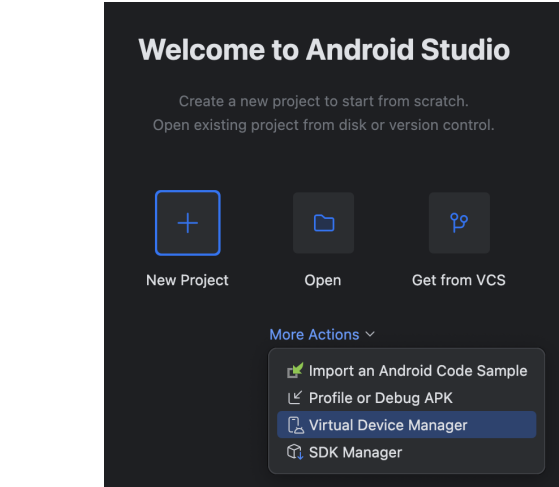 Welcome to Android Studio
Create a new project to start from scratch.
Open existing project from disk or version control.
New Project
Open
Get from VCS
More Actions
Import an Android Code Sample
Profile or Debug APK
Virtual Device Manager
SDK Manager